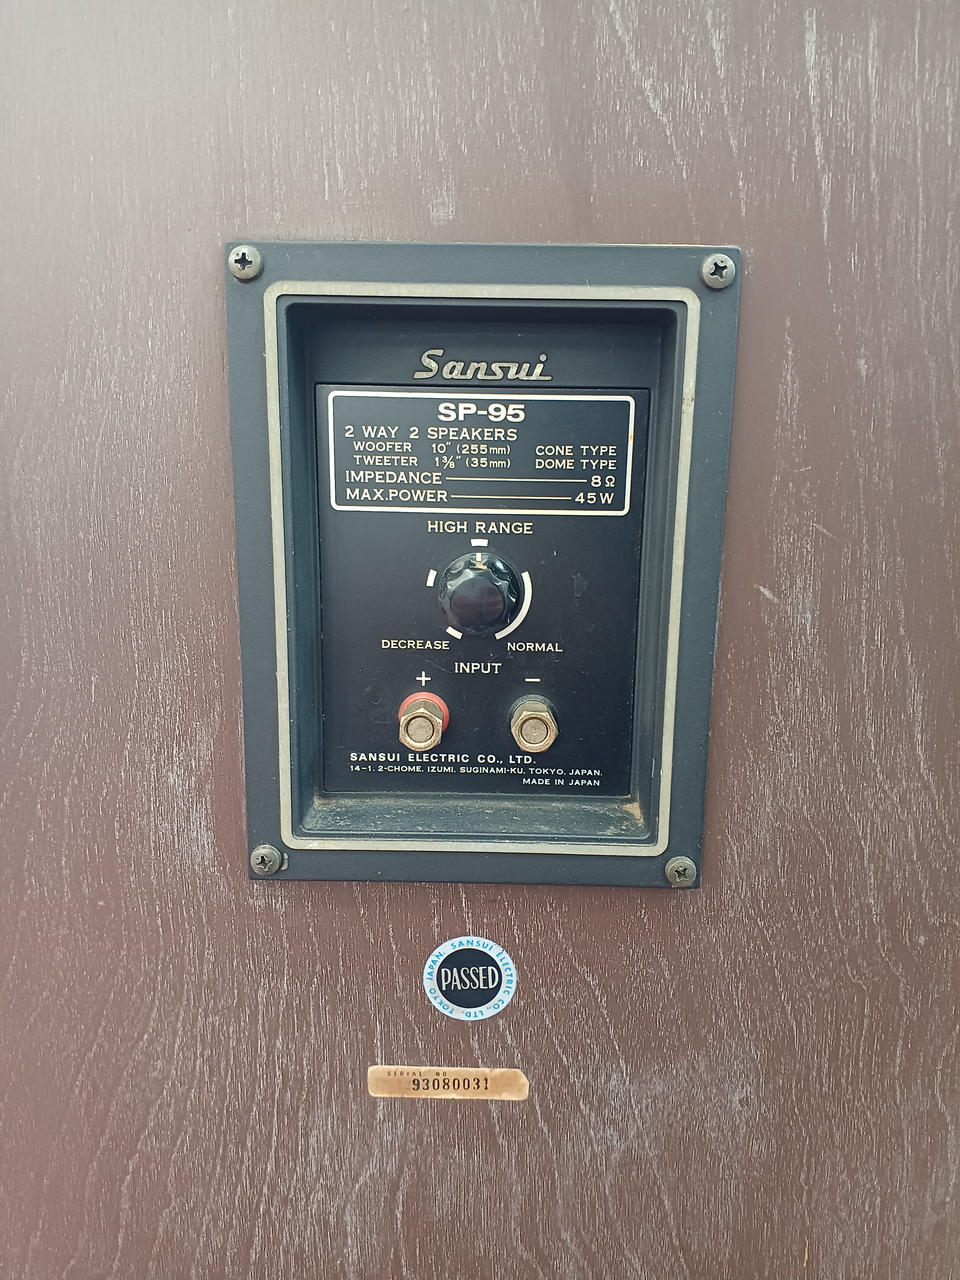 Sansui
SP-95
2 WAY 2 SPEAKERS
WOOFER 10" (255mm) CONE TYPE
TWEETER 1⅜" (35mm) DOME TYPE
IMPEDANCE 8Ω
MAX.POWER 45W
HIGH RANGE
DECREASE NORMAL
INPUT
+ −
SANSUI ELECTRIC CO., LTD.
14-1, 2-CHOME, IZUMI, SUGINAMI-KU, TOKYO, JAPAN.
MADE IN JAPAN
SANSUI ELECTRIC CO., LTD. TOKYO JAPAN.
PASSED
SERIAL NO
93080031